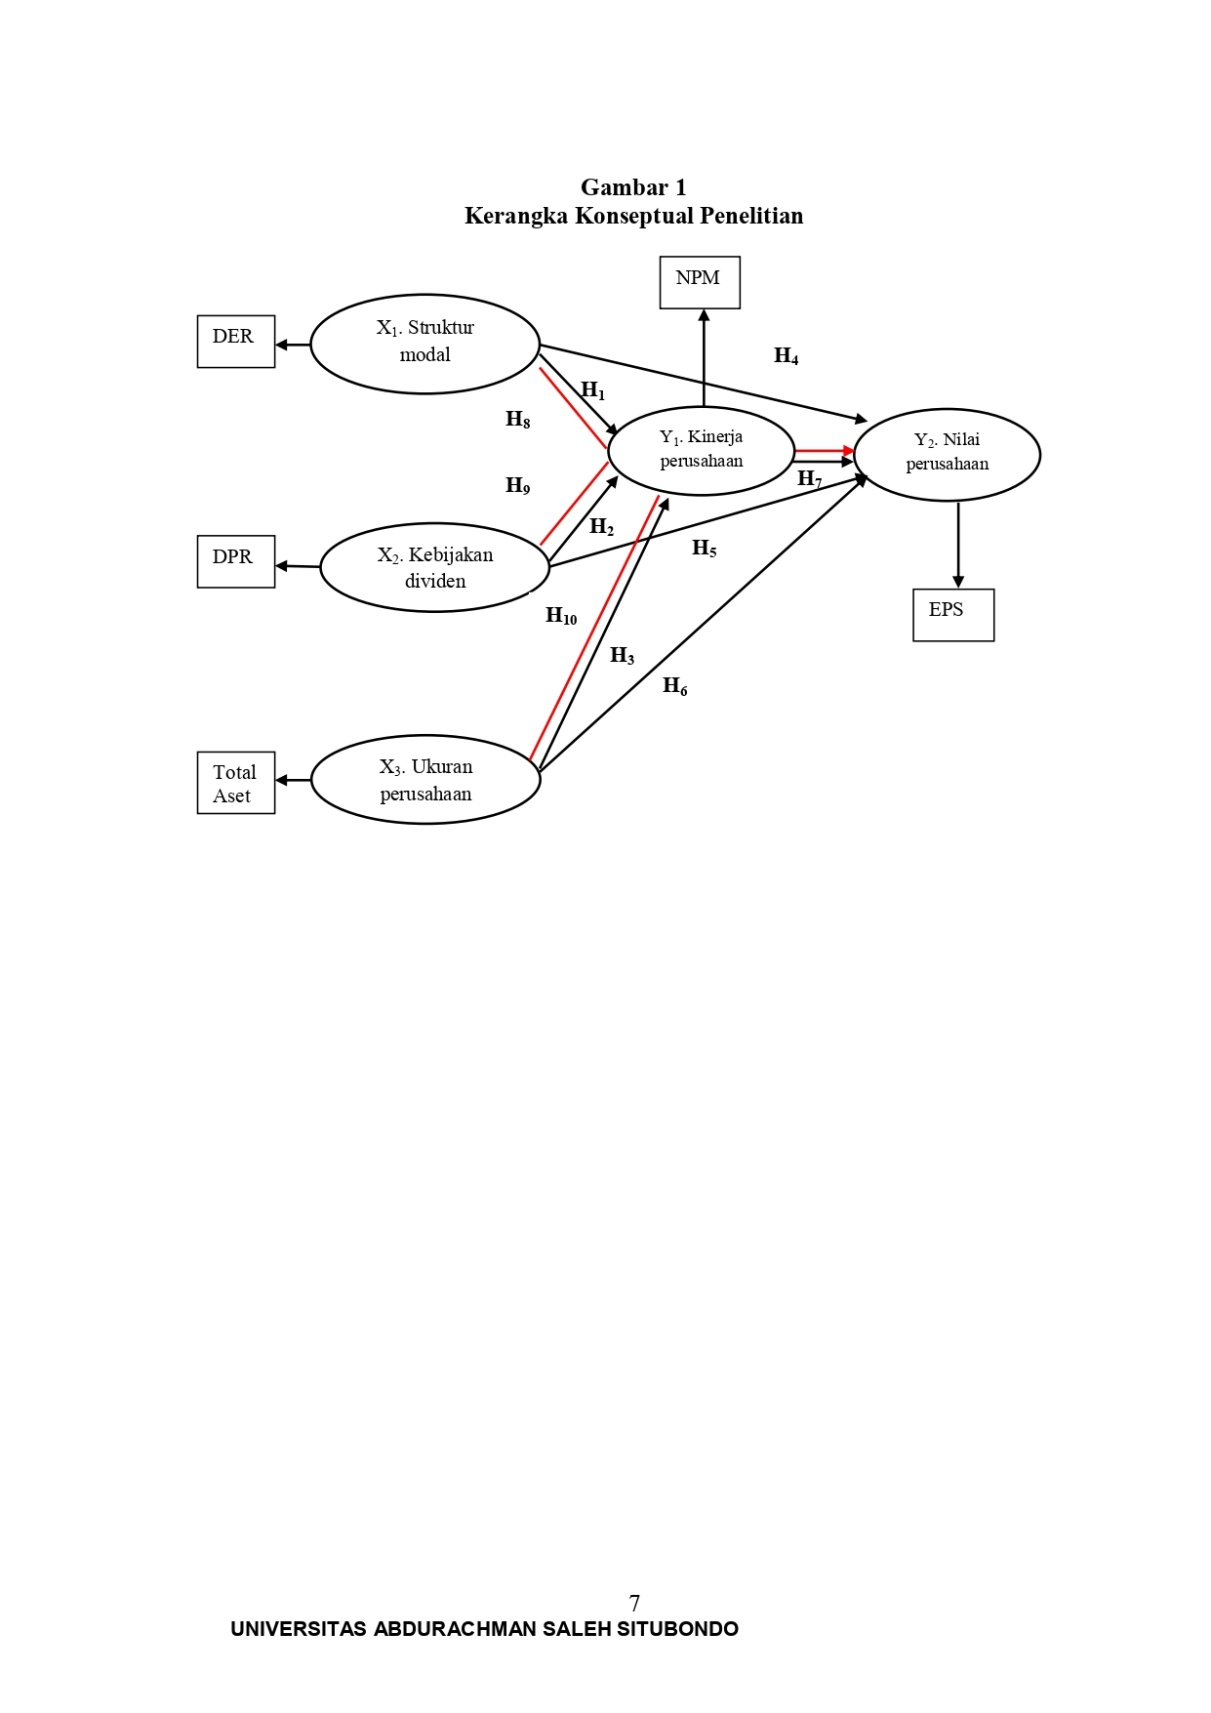 Gambar 1
Kerangka Konseptual Penelitian
NPM
DER
X₁. Struktur
modal
H₄
H₁
H₈
Y₁. Kinerja
perusahaan
Y₂. Nilai
perusahaan
H₇
H₉
H₂
H₅
DPR
X₂. Kebijakan
dividen
EPS
H₁₀
H₃
H₆
Total
Aset
X₃. Ukuran
perusahaan
7
UNIVERSITAS ABDURACHMAN SALEH SITUBONDO